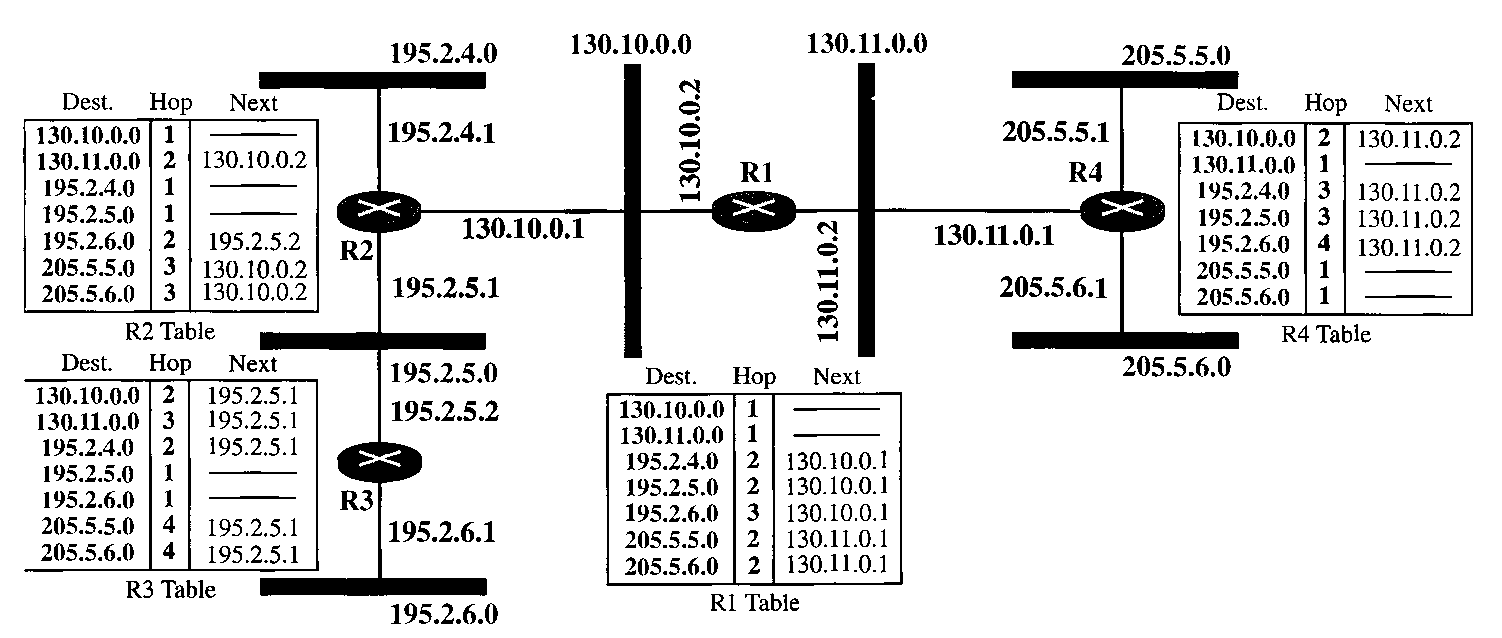 195.2.4.0
130.10.0.0
130.11.0.0
205.5.5.0
Dest. Hop Next
130.10.0.0 1
130.11.0.0 2 130.10.0.2
195.2.4.0 1
195.2.5.0 1
195.2.6.0 2 195.2.5.2
205.5.5.0 3 130.10.0.2
205.5.6.0 3 130.10.0.2
R2 Table
195.2.4.1
R2
130.10.0.1
195.2.5.1
130.10.0.2
R1
130.11.0.2
130.11.0.1
205.5.5.1
R4
205.5.6.1
Dest. Hop Next
130.10.0.0 2 130.11.0.2
130.11.0.0 1
195.2.4.0 3 130.11.0.2
195.2.5.0 3 130.11.0.2
195.2.6.0 4 130.11.0.2
205.5.5.0 1
205.5.6.0 1
R4 Table
205.5.6.0
Dest. Hop Next
130.10.0.0 2 195.2.5.1
130.11.0.0 3 195.2.5.1
195.2.4.0 2 195.2.5.1
195.2.5.0 1
195.2.6.0 1
205.5.5.0 4 195.2.5.1
205.5.6.0 4 195.2.5.1
R3 Table
195.2.5.0
195.2.5.2
R3
195.2.6.1
195.2.6.0
Dest. Hop Next
130.10.0.0 1
130.11.0.0 1
195.2.4.0 2 130.10.0.1
195.2.5.0 2 130.10.0.1
195.2.6.0 3 130.10.0.1
205.5.5.0 2 130.11.0.1
205.5.6.0 2 130.11.0.1
R1 Table